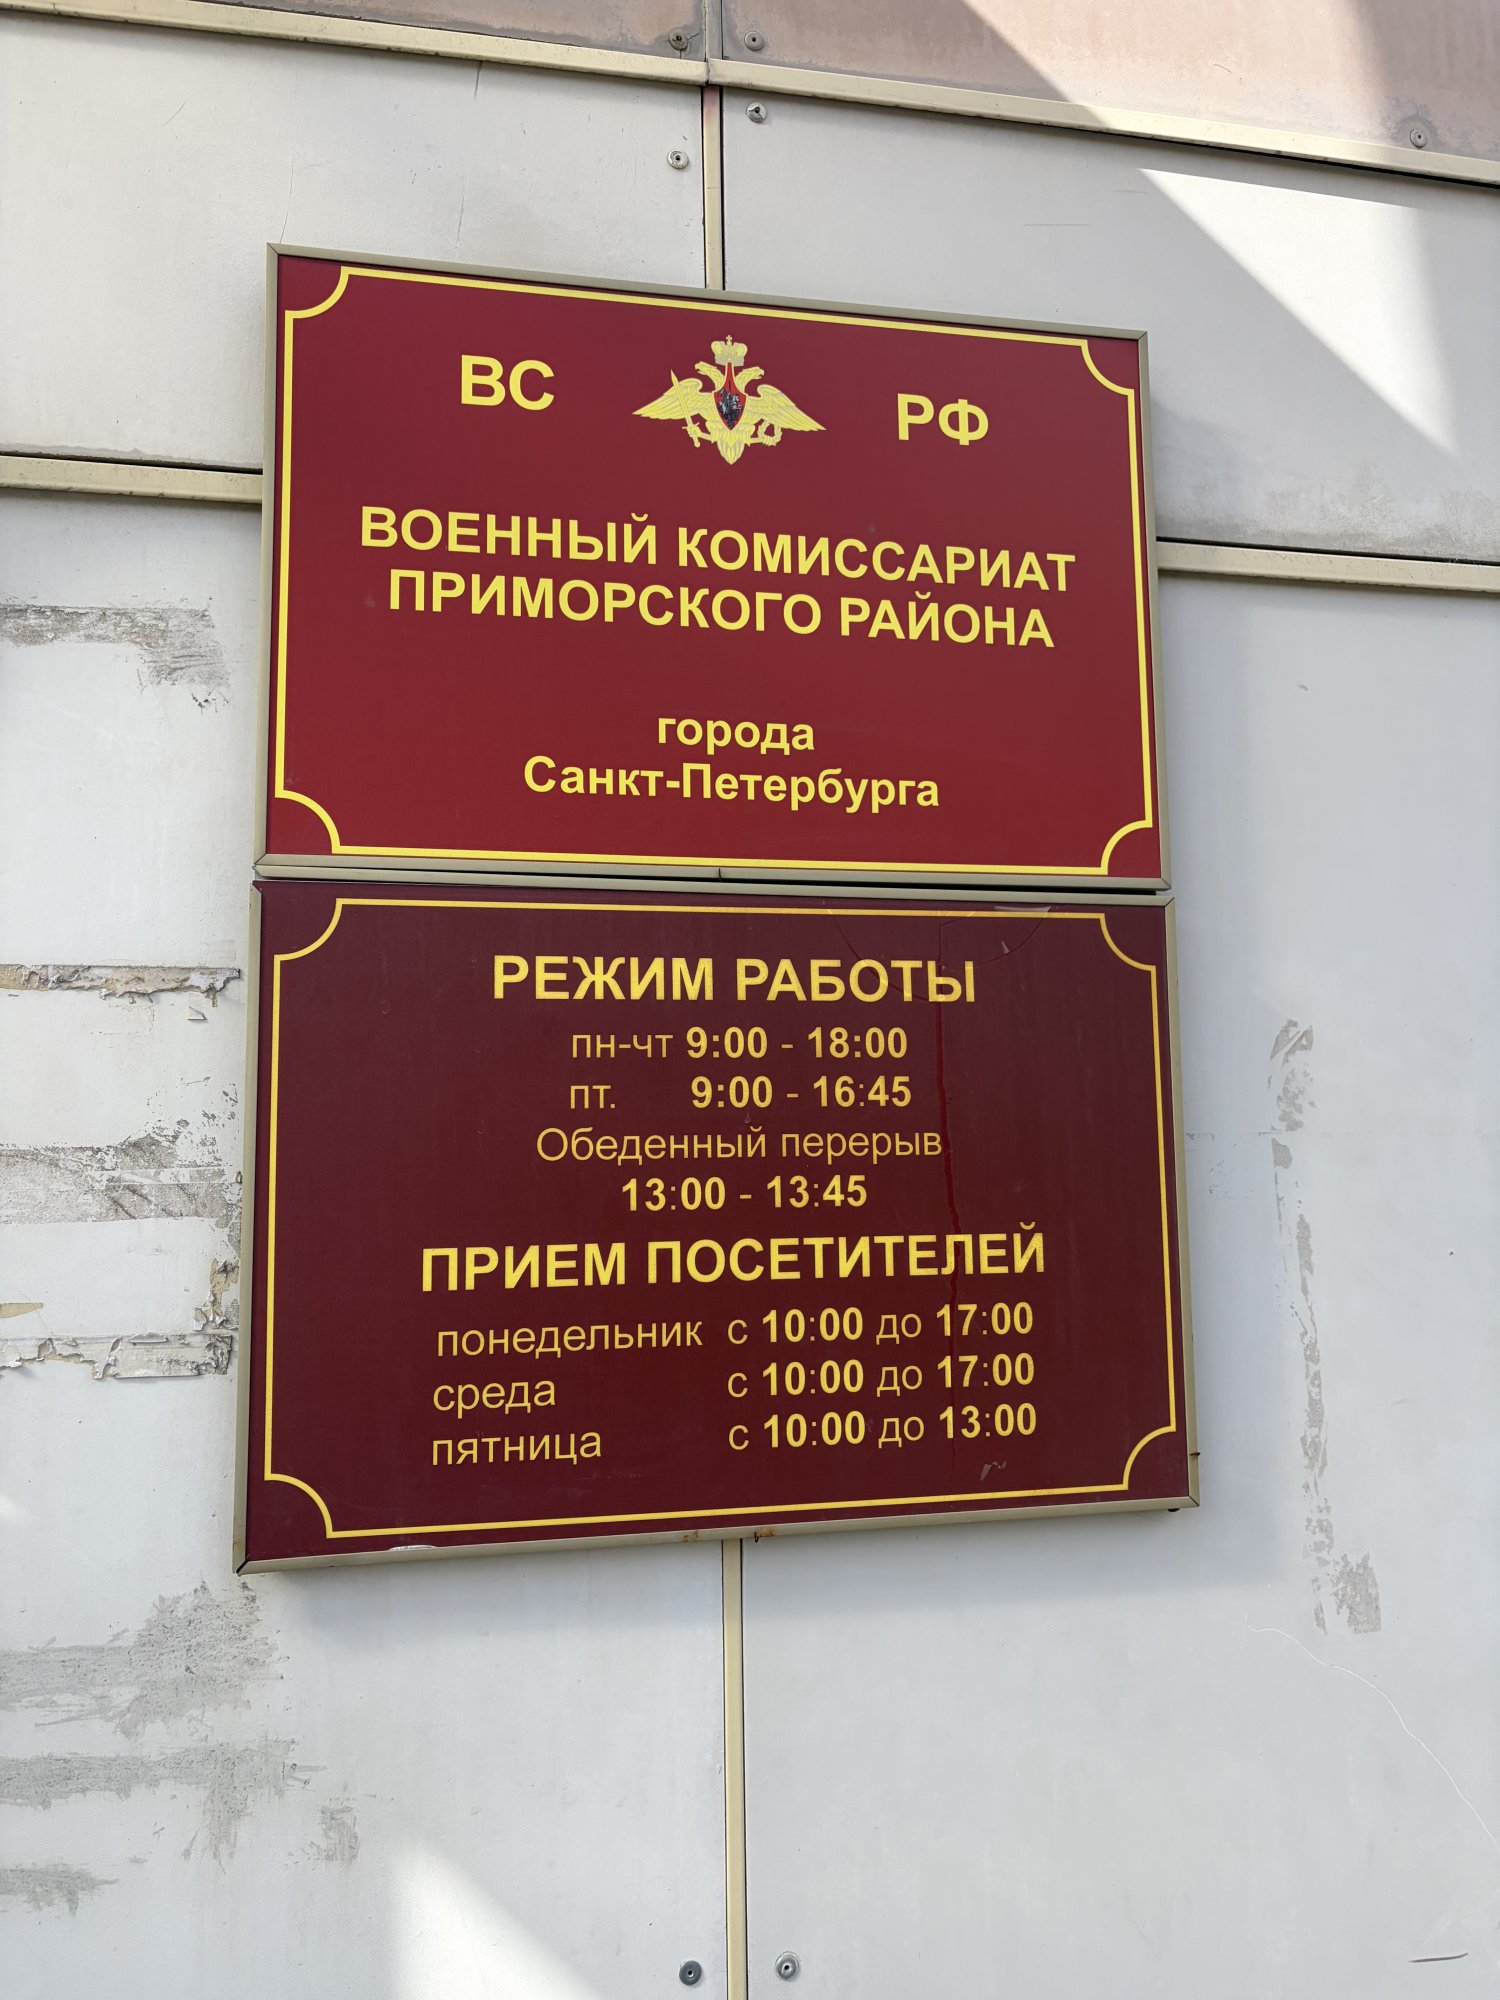 ВС РФ
ВОЕННЫЙ КОМИССАРИАТ
ПРИМОРСКОГО РАЙОНА
города
Санкт-Петербурга
РЕЖИМ РАБОТЫ
пн-чт 9:00 - 18:00
пт. 9:00 - 16:45
Обеденный перерыв
13:00 - 13:45
ПРИЕМ ПОСЕТИТЕЛЕЙ
понедельник с 10:00 до 17:00
среда с 10:00 до 17:00
пятница с 10:00 до 13:00